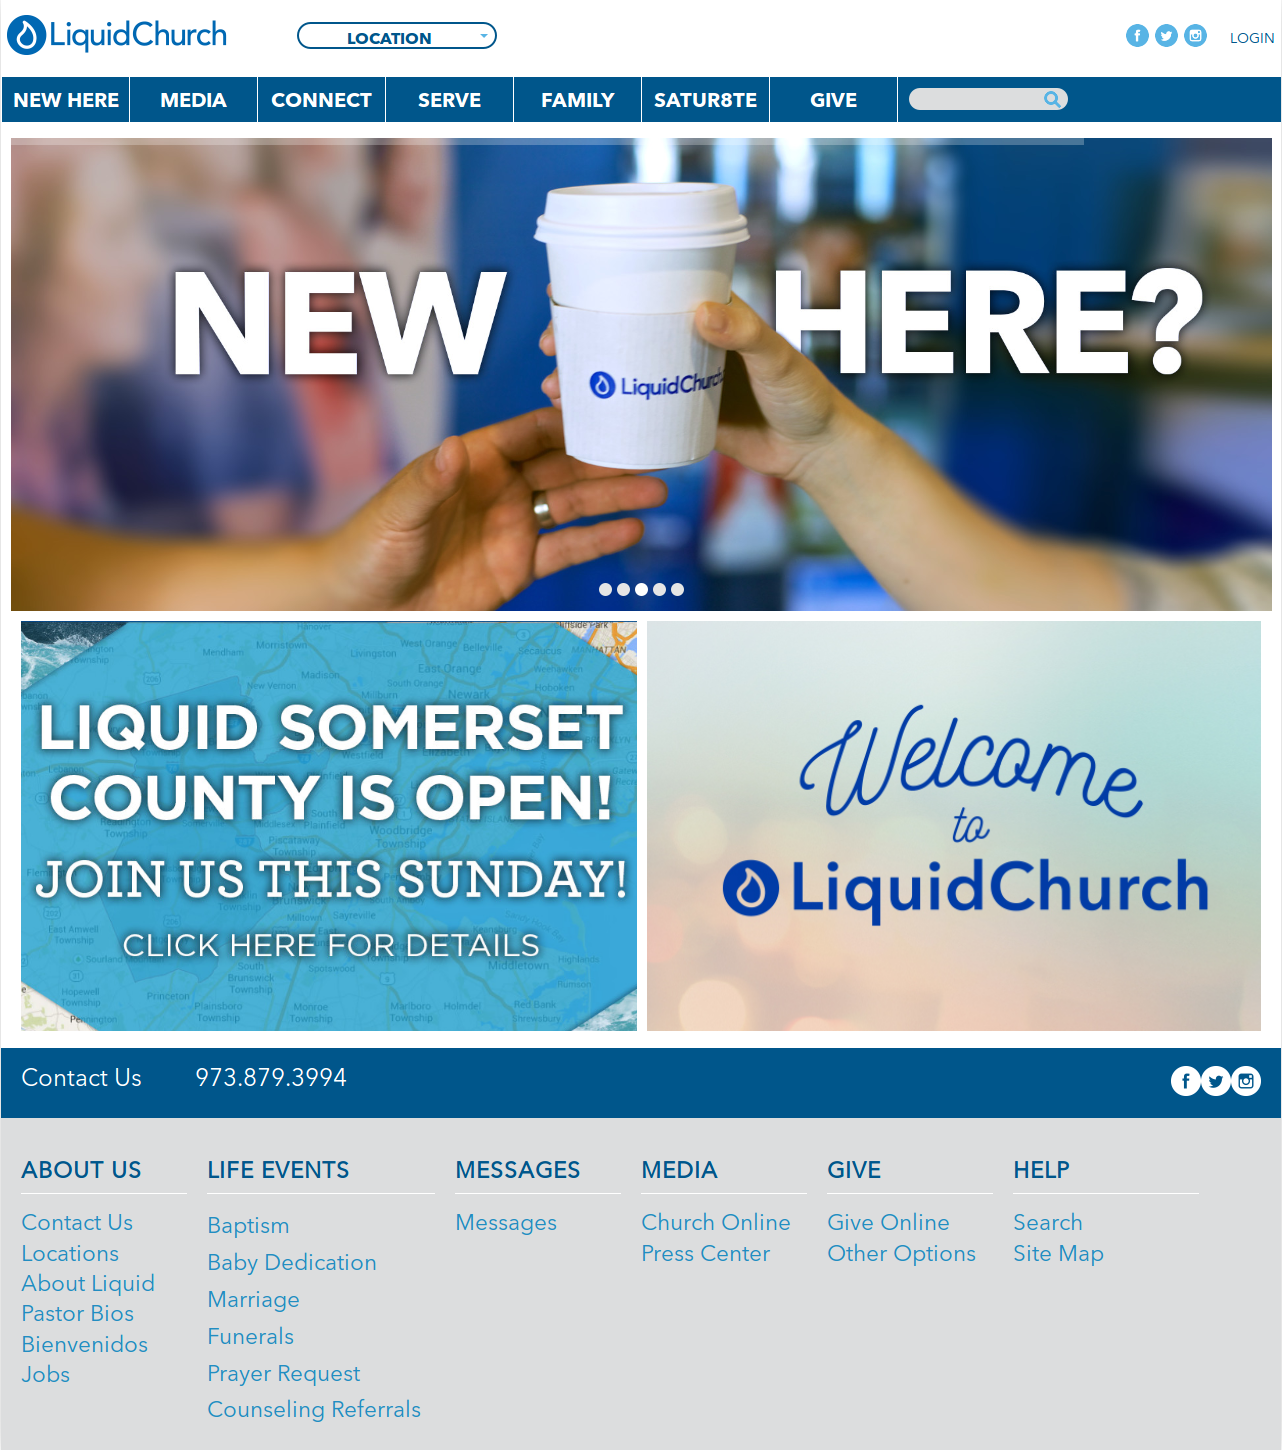 LiquidChurch
LOCATION
LOGIN
NEW HERE
MEDIA
CONNECT
SERVE
FAMILY
SATUR8TE
GIVE
NEW HERE?
LiquidChurch
LIQUID SOMERSET
COUNTY IS OPEN!
JOIN US THIS SUNDAY!
CLICK HERE FOR DETAILS
Welcome
to
LiquidChurch
Contact Us
973.879.3994
ABOUT US
Contact Us
Locations
About Liquid
Pastor Bios
Bienvenidos
Jobs
LIFE EVENTS
Baptism
Baby Dedication
Marriage
Funerals
Prayer Request
Counseling Referrals
MESSAGES
Messages
MEDIA
Church Online
Press Center
GIVE
Give Online
Other Options
HELP
Search
Site Map